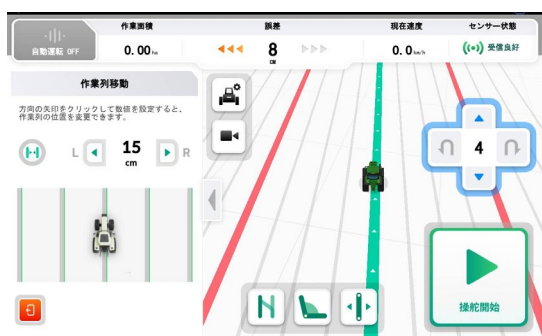 作業面積
誤差
現在速度
センサー状態
自動運転 OFF
0.00 ha
8
CM
0.0 km/h
受信良好
作業列移動
方向の矢印をクリックして数値を設定すると、
作業列の位置を変更できます。
L
15
cm
R
4
操舵開始